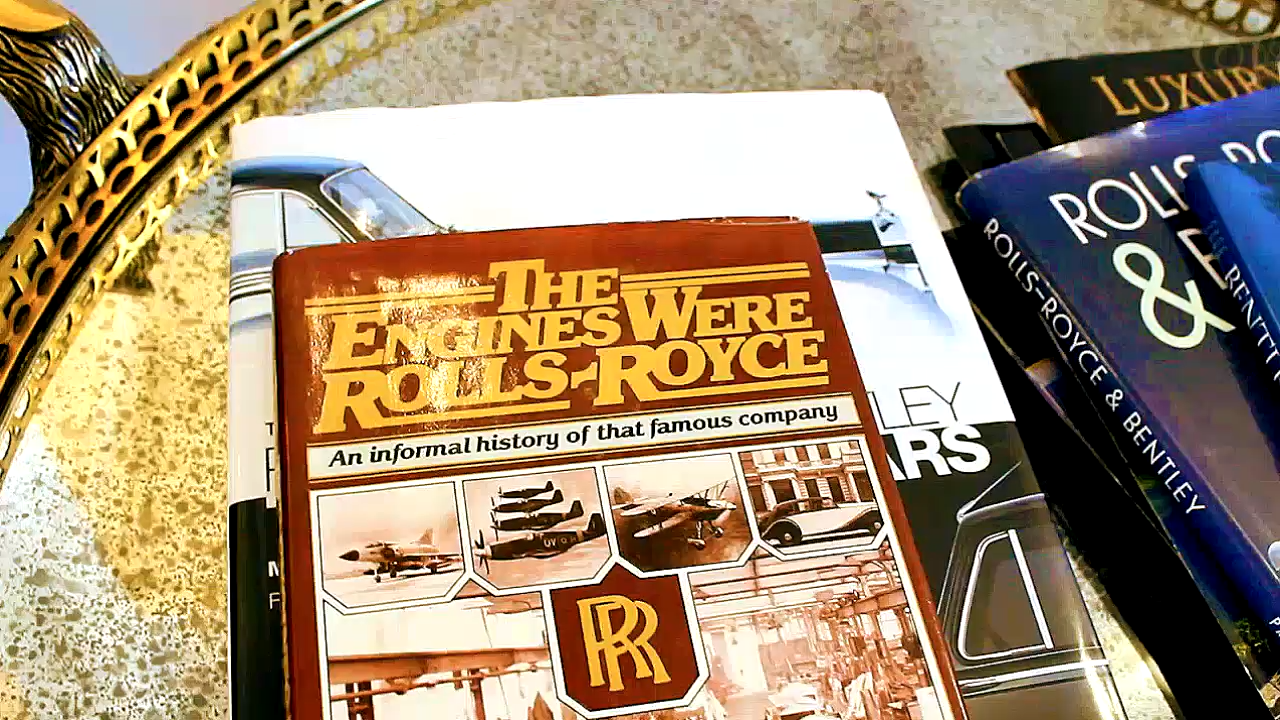 THE
ENGINES WERE
ROLLS-ROYCE
An informal history of that famous company
RR
LEY
ARS
LUXURY
ROLLS-RO
&
ROLLS-ROYCE & BENTLEY